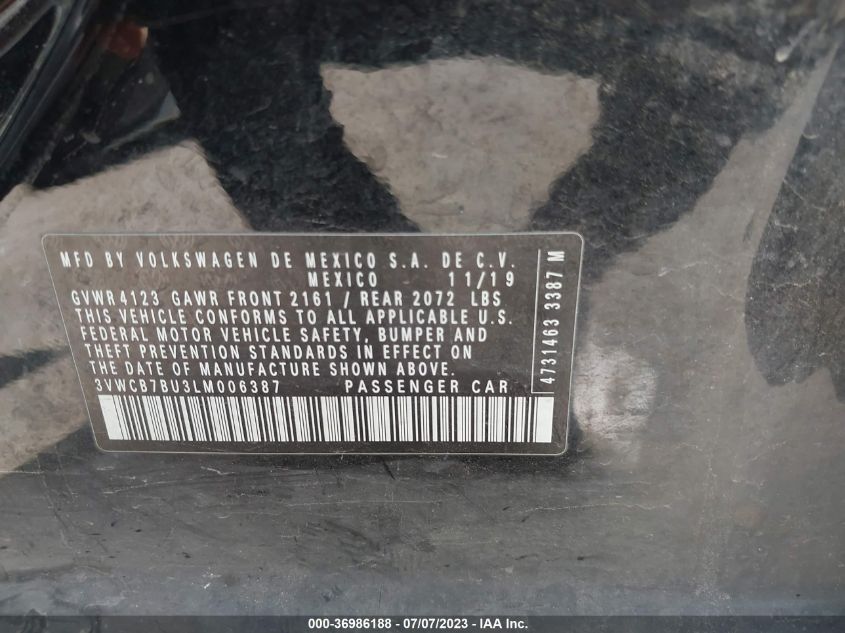 MFD BY VOLKSWAGEN DE MEXICO S.A. DE C.V.
MEXICO 11/19
GVWR 4123 GAWR FRONT 2161 / REAR 2072 LBS
THIS VEHICLE CONFORMS TO ALL APPLICABLE U.S.
FEDERAL MOTOR VEHICLE SAFETY, BUMPER AND
THEFT PREVENTION STANDARDS IN EFFECT ON
THE DATE OF MANUFACTURE SHOWN ABOVE.
3VWCB7BU3LM006387 PASSENGER CAR
4731463 3387 M
000-36986188 - 07/07/2023 - IAA Inc.